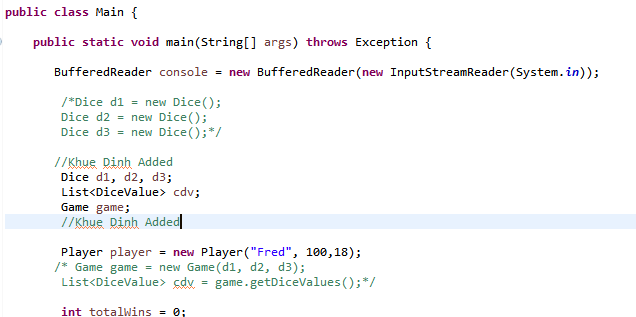 public class Main {
public static void main(String[] args) throws Exception {
BufferedReader console = new BufferedReader(new InputStreamReader(System.in));
/*Dice d1 = new Dice();
Dice d2 = new Dice();
Dice d3 = new Dice();*/
//Khue Dinh Added
Dice d1, d2, d3;
List<DiceValue> cdv;
Game game;
//Khue Dinh Added
Player player = new Player("Fred", 100,18);
/* Game game = new Game(d1, d2, d3);
List<DiceValue> cdv = game.getDiceValues();*/
int totalWins = 0;